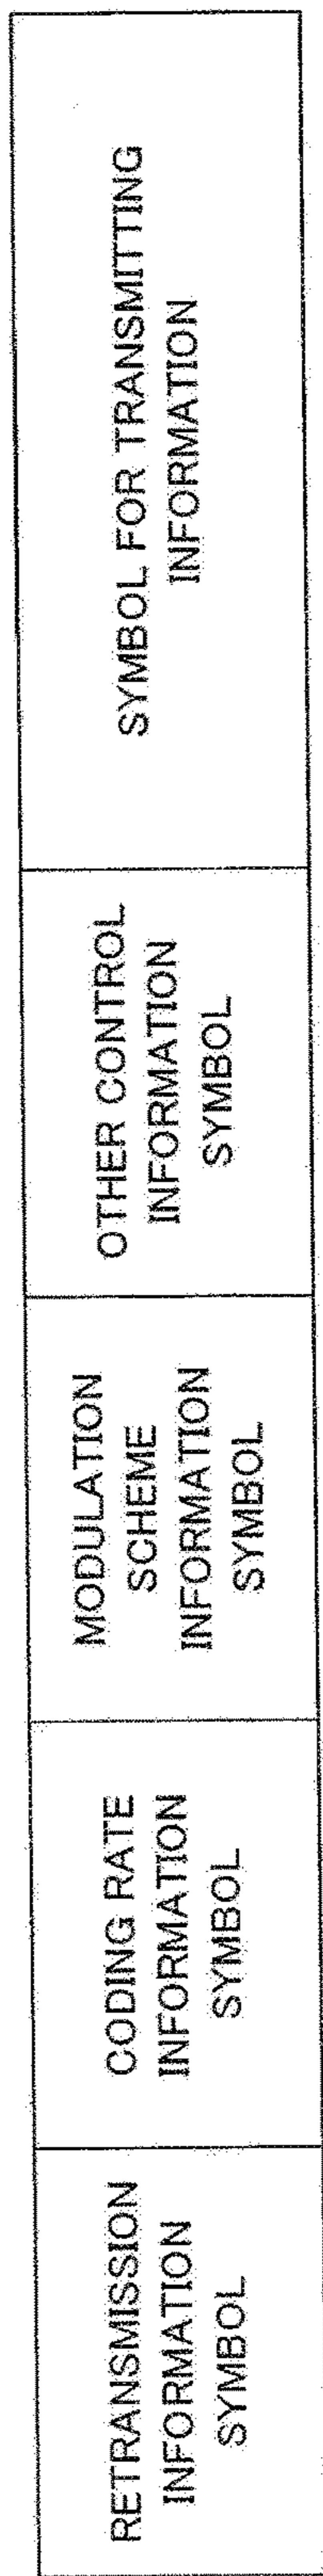 RETRANSMISSION
INFORMATION
SYMBOL
CODING RATE
INFORMATION
SYMBOL
MODULATION
SCHEME
INFORMATION
SYMBOL
OTHER CONTROL
INFORMATION
SYMBOL
SYMBOL FOR TRANSMITTING
INFORMATION